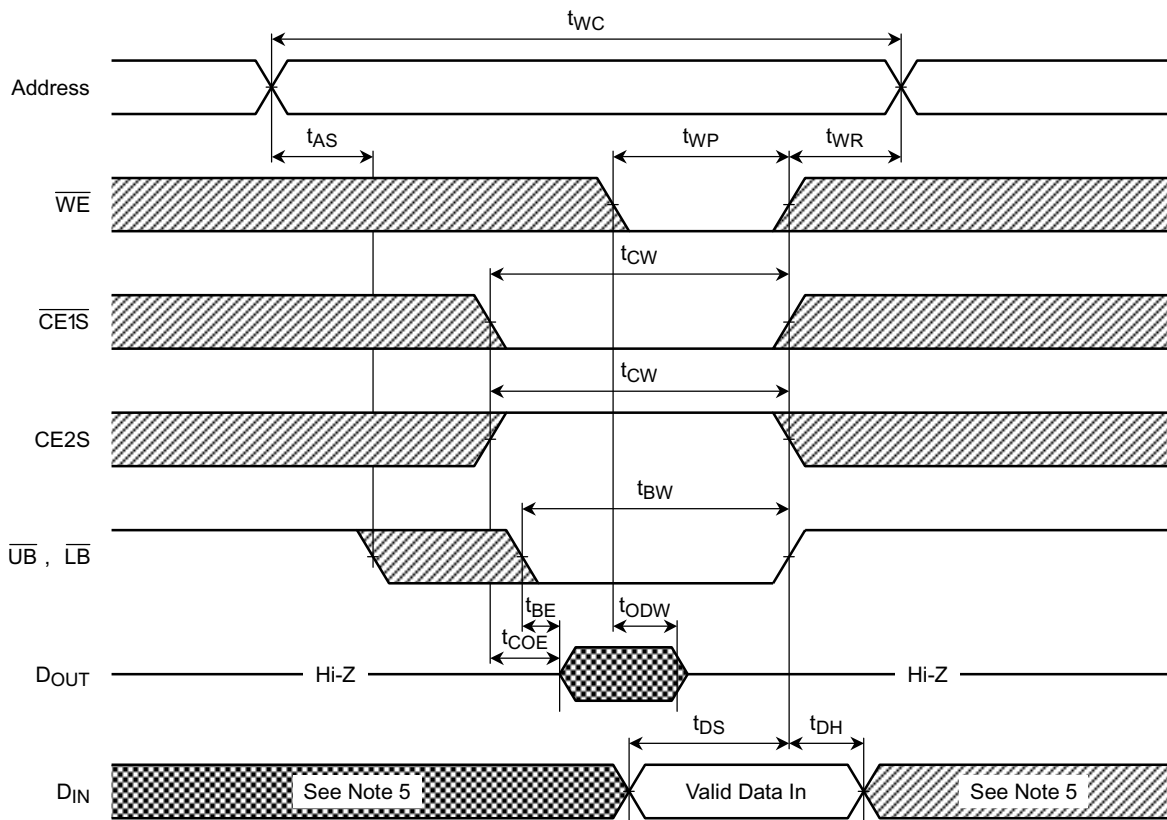 tWC
Address
tAS
tWP
tWR
WE
tCW
CE1S
tCW
CE2S
tBW
UB , LB
tBE
tODW
tCOE
DOUT
Hi-Z
Hi-Z
tDS
tDH
DIN
See Note 5
Valid Data In
See Note 5